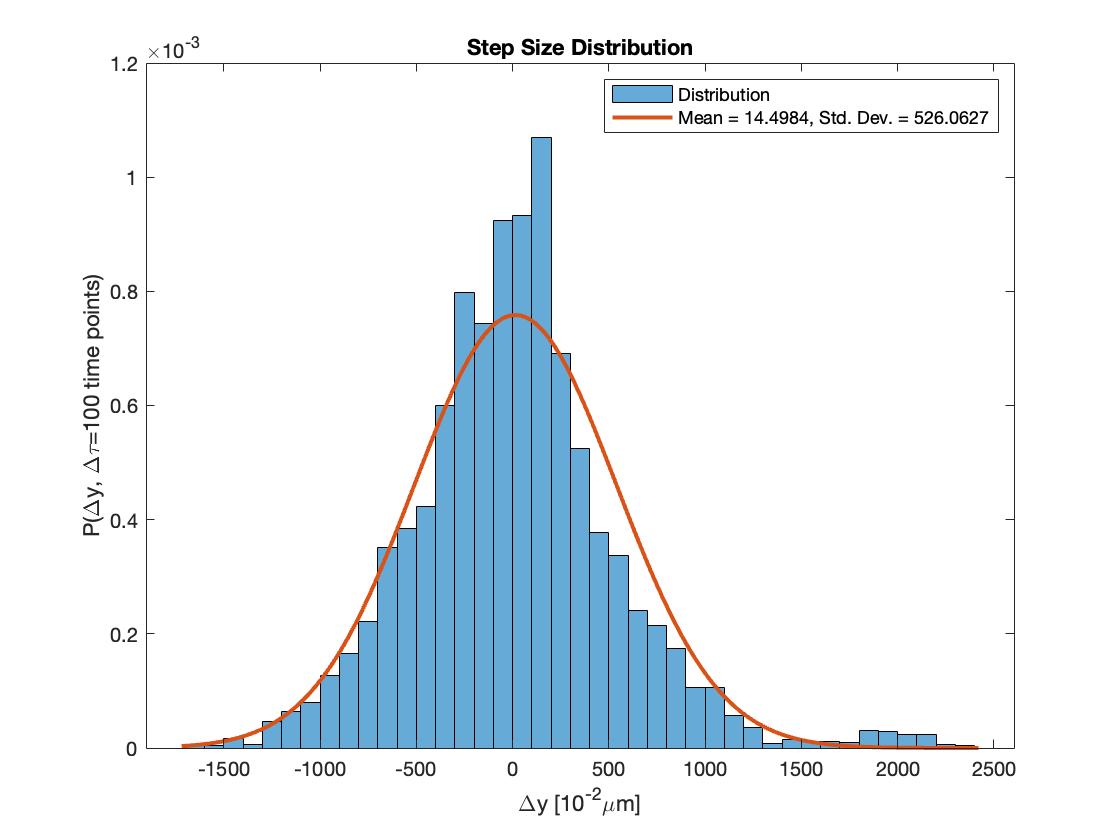 Step Size Distribution
×10⁻³
Distribution
Mean = 14.4984, Std. Dev. = 526.0627
1.2
1
0.8
0.6
0.4
0.2
0
P(Δy, Δτ=100 time points)
-1500 -1000 -500 0 500 1000 1500 2000 2500
Δy [10⁻²μm]